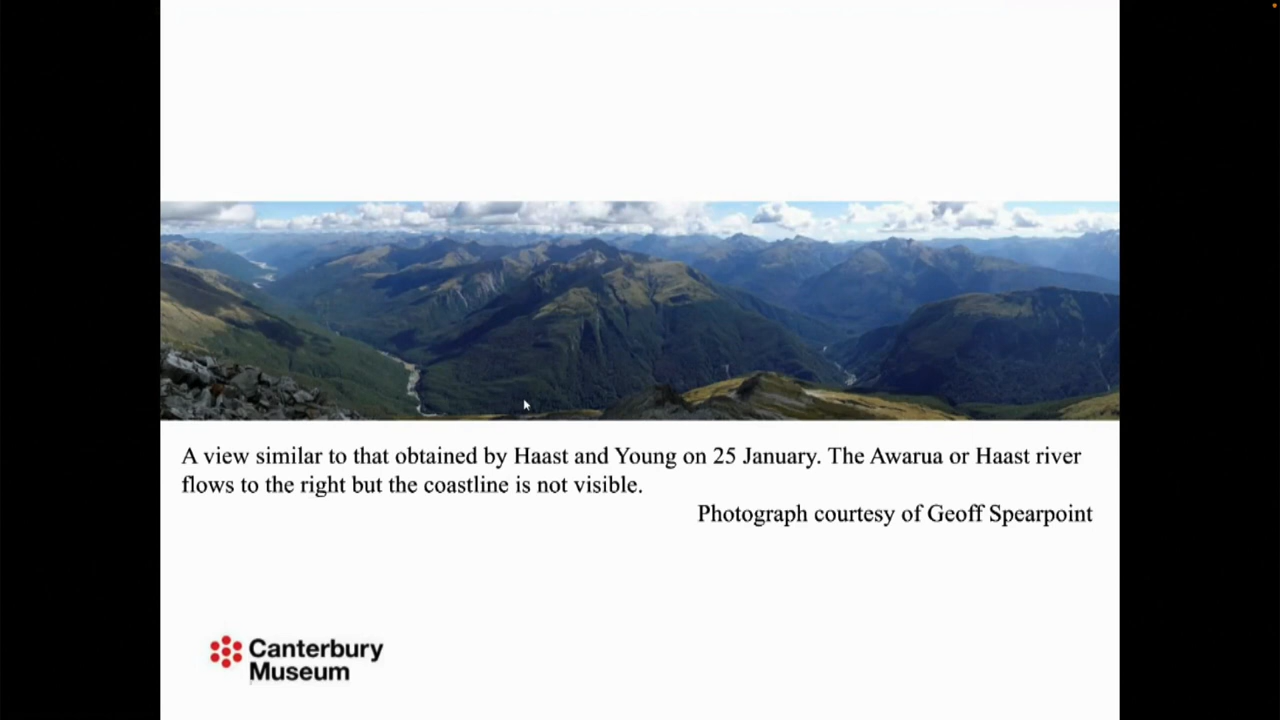 A view similar to that obtained by Haast and Young on 25 January. The Awarua or Haast river
flows to the right but the coastline is not visible.
Photograph courtesy of Geoff Spearpoint
Canterbury
Museum